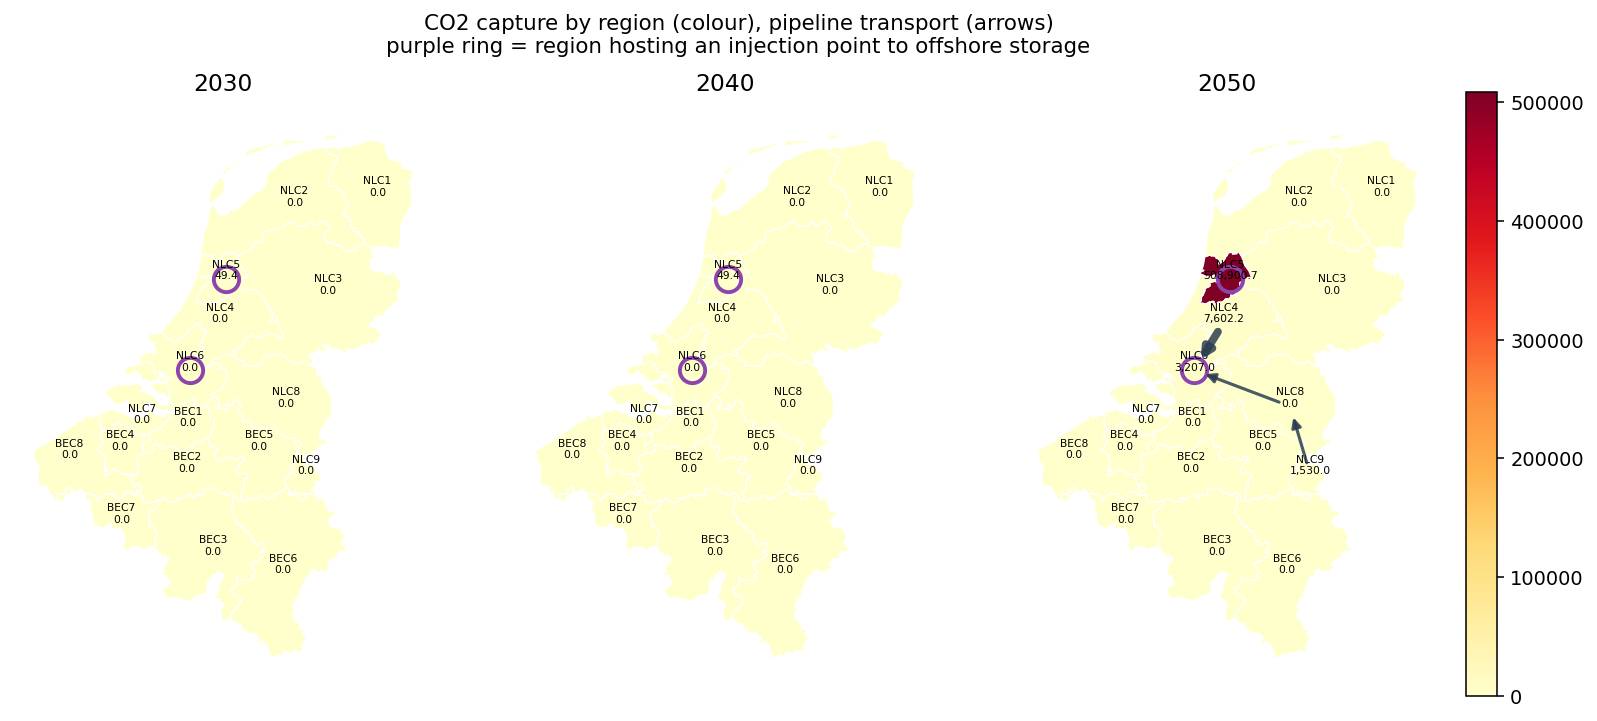 CO2 capture by region (colour), pipeline transport (arrows)
purple ring = region hosting an injection point to offshore storage
2030
NLC1
0.0
NLC2
0.0
NLC5
49.4
NLC3
0.0
NLC4
0.0
NLC6
0.0
NLC8
0.0
NLC7
0.0
BEC1
0.0
BEC8
0.0
BEC4
0.0
BEC5
0.0
BEC2
0.0
NLC9
0.0
BEC7
0.0
BEC3
0.0
BEC6
0.0
2040
NLC1
0.0
NLC2
0.0
NLC5
49.4
NLC3
0.0
NLC4
0.0
NLC6
0.0
NLC8
0.0
NLC7
0.0
BEC1
0.0
BEC8
0.0
BEC4
0.0
BEC5
0.0
BEC2
0.0
NLC9
0.0
BEC7
0.0
BEC3
0.0
BEC6
0.0
2050
NLC1
0.0
NLC2
0.0
NLC5
NLC3
0.0
NLC4
7,602.2
NLC6
3,207.0
NLC8
0.0
NLC7
0.0
BEC1
0.0
BEC8
0.0
BEC4
0.0
BEC5
0.0
BEC2
0.0
NLC9
1,530.0
BEC7
0.0
BEC3
0.0
BEC6
0.0
500000
400000
300000
200000
100000
0